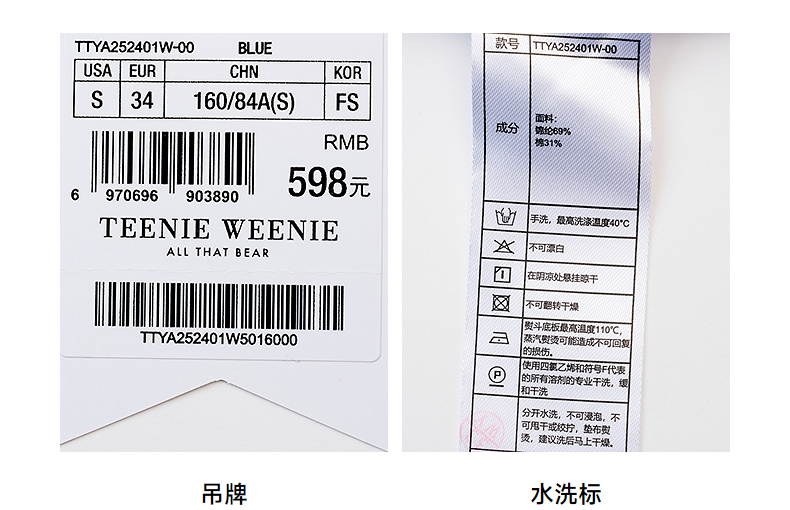 TTYA252401W-00 BLUE
USA EUR CHN KOR
S 34 160/84A(S) FS
RMB
598元
6 970696 903890
TEENIE WEENIE
ALL THAT BEAR
TTYA252401W5016000
吊牌
款号 TTYA252401W-00
成分
面料：
锦纶69%
棉31%
手洗，最高洗涤温度40°C
不可漂白
在阴凉处悬挂晾干
不可翻转干燥
熨斗底板最高温度110°C，
蒸汽熨烫可能造成不可回复
的损伤。
P
使用四氯乙烯和符号F代表
的所有溶剂的专业干洗，缓
和干洗
分开水洗，不可浸泡，不
可甩干或绞拧，垫布熨
烫，建议洗后马上干燥。
水洗标